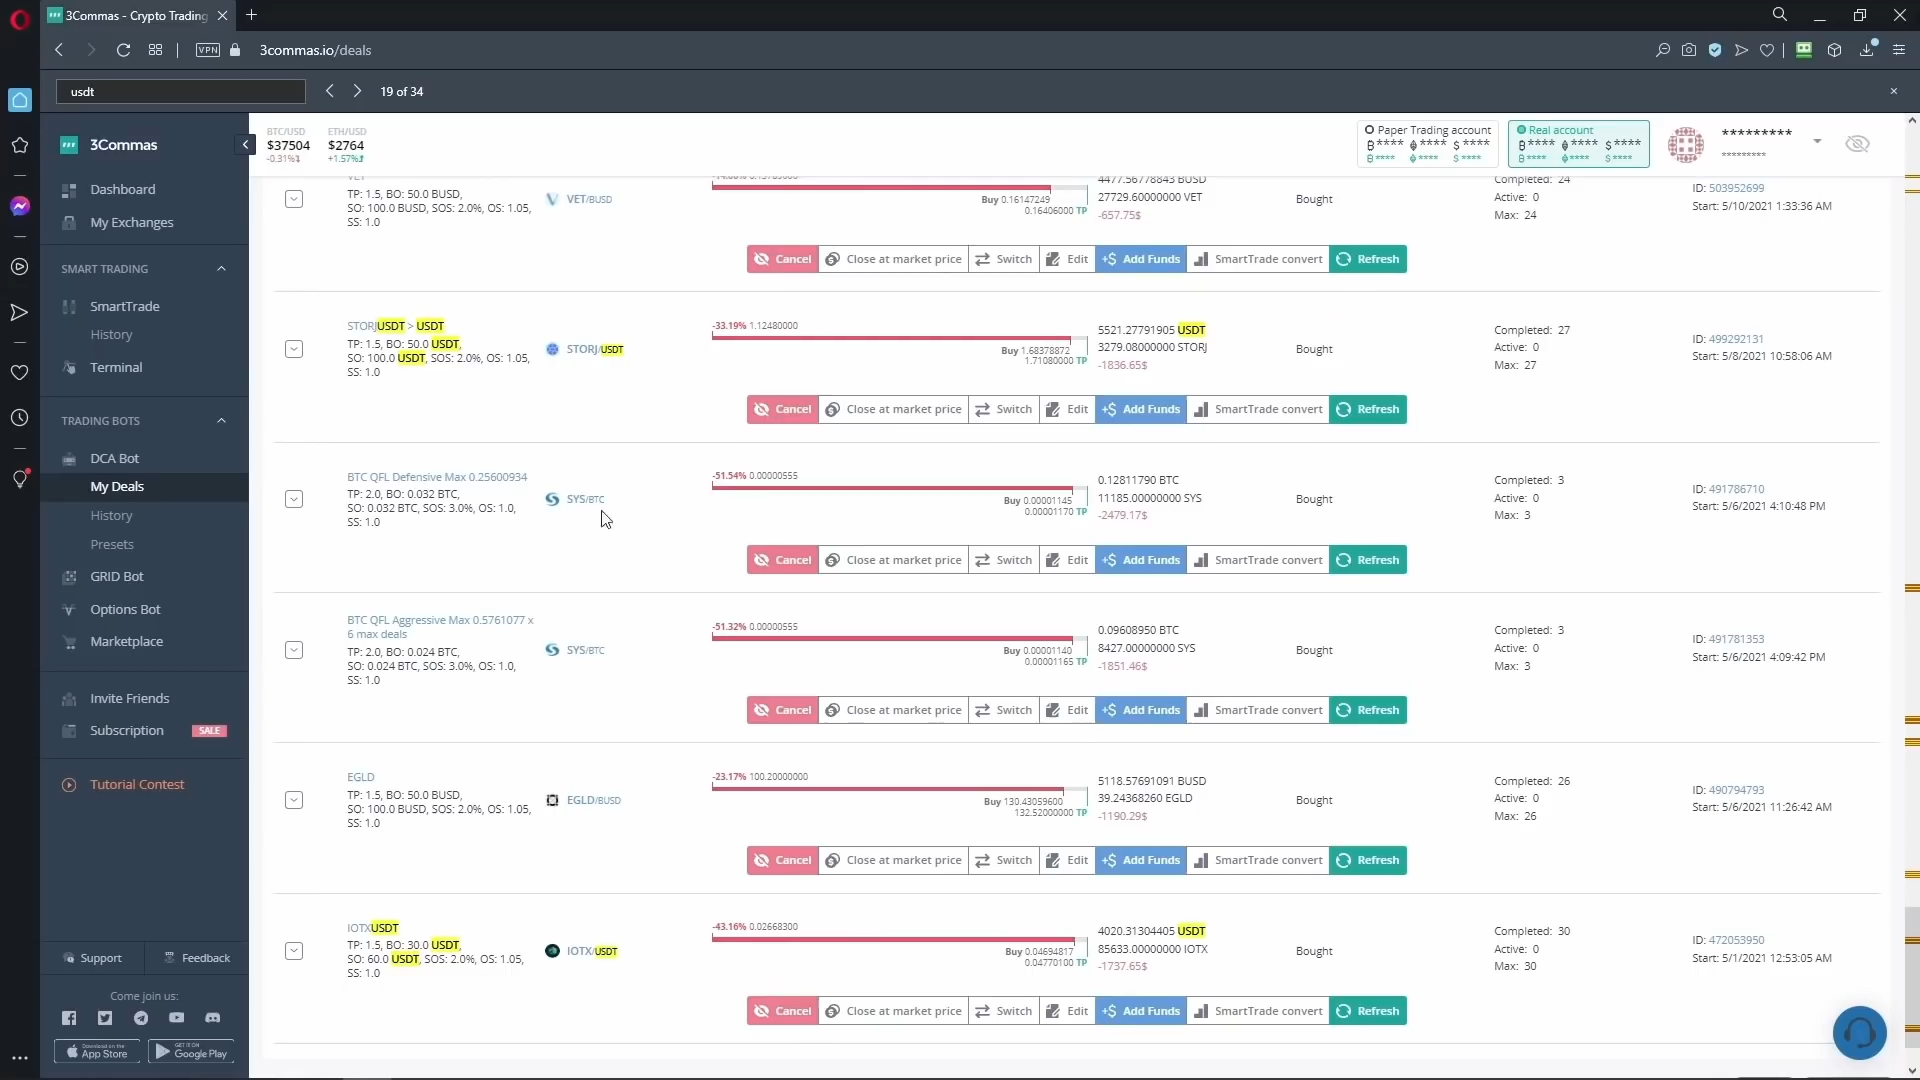 3Commas - Crypto Trading
VPN
3commas.io/deals
usdt
19 of 34
3Commas
Dashboard
My Exchanges
SMART TRADING
SmartTrade
History
Terminal
TRADING BOTS
DCA Bot
My Deals
History
Presets
GRID Bot
Options Bot
Marketplace
Invite Friends
Subscription SALE
Tutorial Contest
Support Feedback
Come join us:
Download on the App Store
GET IT ON Google Play
BTC/USD ETH/USD
$37504 $2764
-0.31% +1.57%
Paper Trading account
฿**** **** $****
฿**** **** $****
Real account
฿**** **** $****
฿**** **** $****
*********
*********
VET
TP: 1.5, BO: 50.0 BUSD,
SO: 100.0 BUSD, SOS: 2.0%, OS: 1.05,
SS: 1.0
VET/BUSD
Buy 0.16147249
0.16406000 TP
4477.56778843 BUSD
27729.60000000 VET
-657.75$
Bought
Completed: 24
Active: 0
Max: 24
ID: 503952699
Start: 5/10/2021 1:33:36 AM
Cancel Close at market price Switch Edit +$ Add Funds SmartTrade convert Refresh
STORJUSDT > USDT
TP: 1.5, BO: 50.0 USDT,
SO: 100.0 USDT, SOS: 2.0%, OS: 1.05,
SS: 1.0
STORJ/USDT
-33.19% 1.12480000
Buy 1.68378872
1.71080000 TP
5521.27791905 USDT
3279.08000000 STORJ
-1836.65$
Bought
Completed: 27
Active: 0
Max: 27
ID: 499292131
Start: 5/8/2021 10:58:06 AM
Cancel Close at market price Switch Edit +$ Add Funds SmartTrade convert Refresh
BTC QFL Defensive Max 0.25600934
TP: 2.0, BO: 0.032 BTC,
SO: 0.032 BTC, SOS: 3.0%, OS: 1.0,
SS: 1.0
SYS/BTC
-51.54% 0.00000555
Buy 0.00001145
0.00001170 TP
0.12811790 BTC
11185.00000000 SYS
-2479.17$
Bought
Completed: 3
Active: 0
Max: 3
ID: 491786710
Start: 5/6/2021 4:10:48 PM
Cancel Close at market price Switch Edit +$ Add Funds SmartTrade convert Refresh
BTC QFL Aggressive Max 0.5761077 x
6 max deals
TP: 2.0, BO: 0.024 BTC,
SO: 0.024 BTC, SOS: 3.0%, OS: 1.0,
SS: 1.0
SYS/BTC
-51.32% 0.00000555
Buy 0.00001140
0.00001165 TP
0.09608950 BTC
8427.00000000 SYS
-1851.46$
Bought
Completed: 3
Active: 0
Max: 3
ID: 491781353
Start: 5/6/2021 4:09:42 PM
Cancel Close at market price Switch Edit +$ Add Funds SmartTrade convert Refresh
EGLD
TP: 1.5, BO: 50.0 BUSD,
SO: 100.0 BUSD, SOS: 2.0%, OS: 1.05,
SS: 1.0
EGLD/BUSD
-23.17% 100.20000000
Buy 130.43059600
132.52000000 TP
5118.57691091 BUSD
39.24368260 EGLD
-1190.29$
Bought
Completed: 26
Active: 0
Max: 26
ID: 490794793
Start: 5/6/2021 11:26:42 AM
Cancel Close at market price Switch Edit +$ Add Funds SmartTrade convert Refresh
IOTXUSDT
TP: 1.5, BO: 30.0 USDT,
SO: 60.0 USDT, SOS: 2.0%, OS: 1.05,
SS: 1.0
IOTX/USDT
-43.16% 0.02668300
Buy 0.04694817
0.04770100 TP
4020.31304405 USDT
85633.00000000 IOTX
-1737.65$
Bought
Completed: 30
Active: 0
Max: 30
ID: 472053950
Start: 5/1/2021 12:53:05 AM
Cancel Close at market price Switch Edit +$ Add Funds SmartTrade convert Refresh